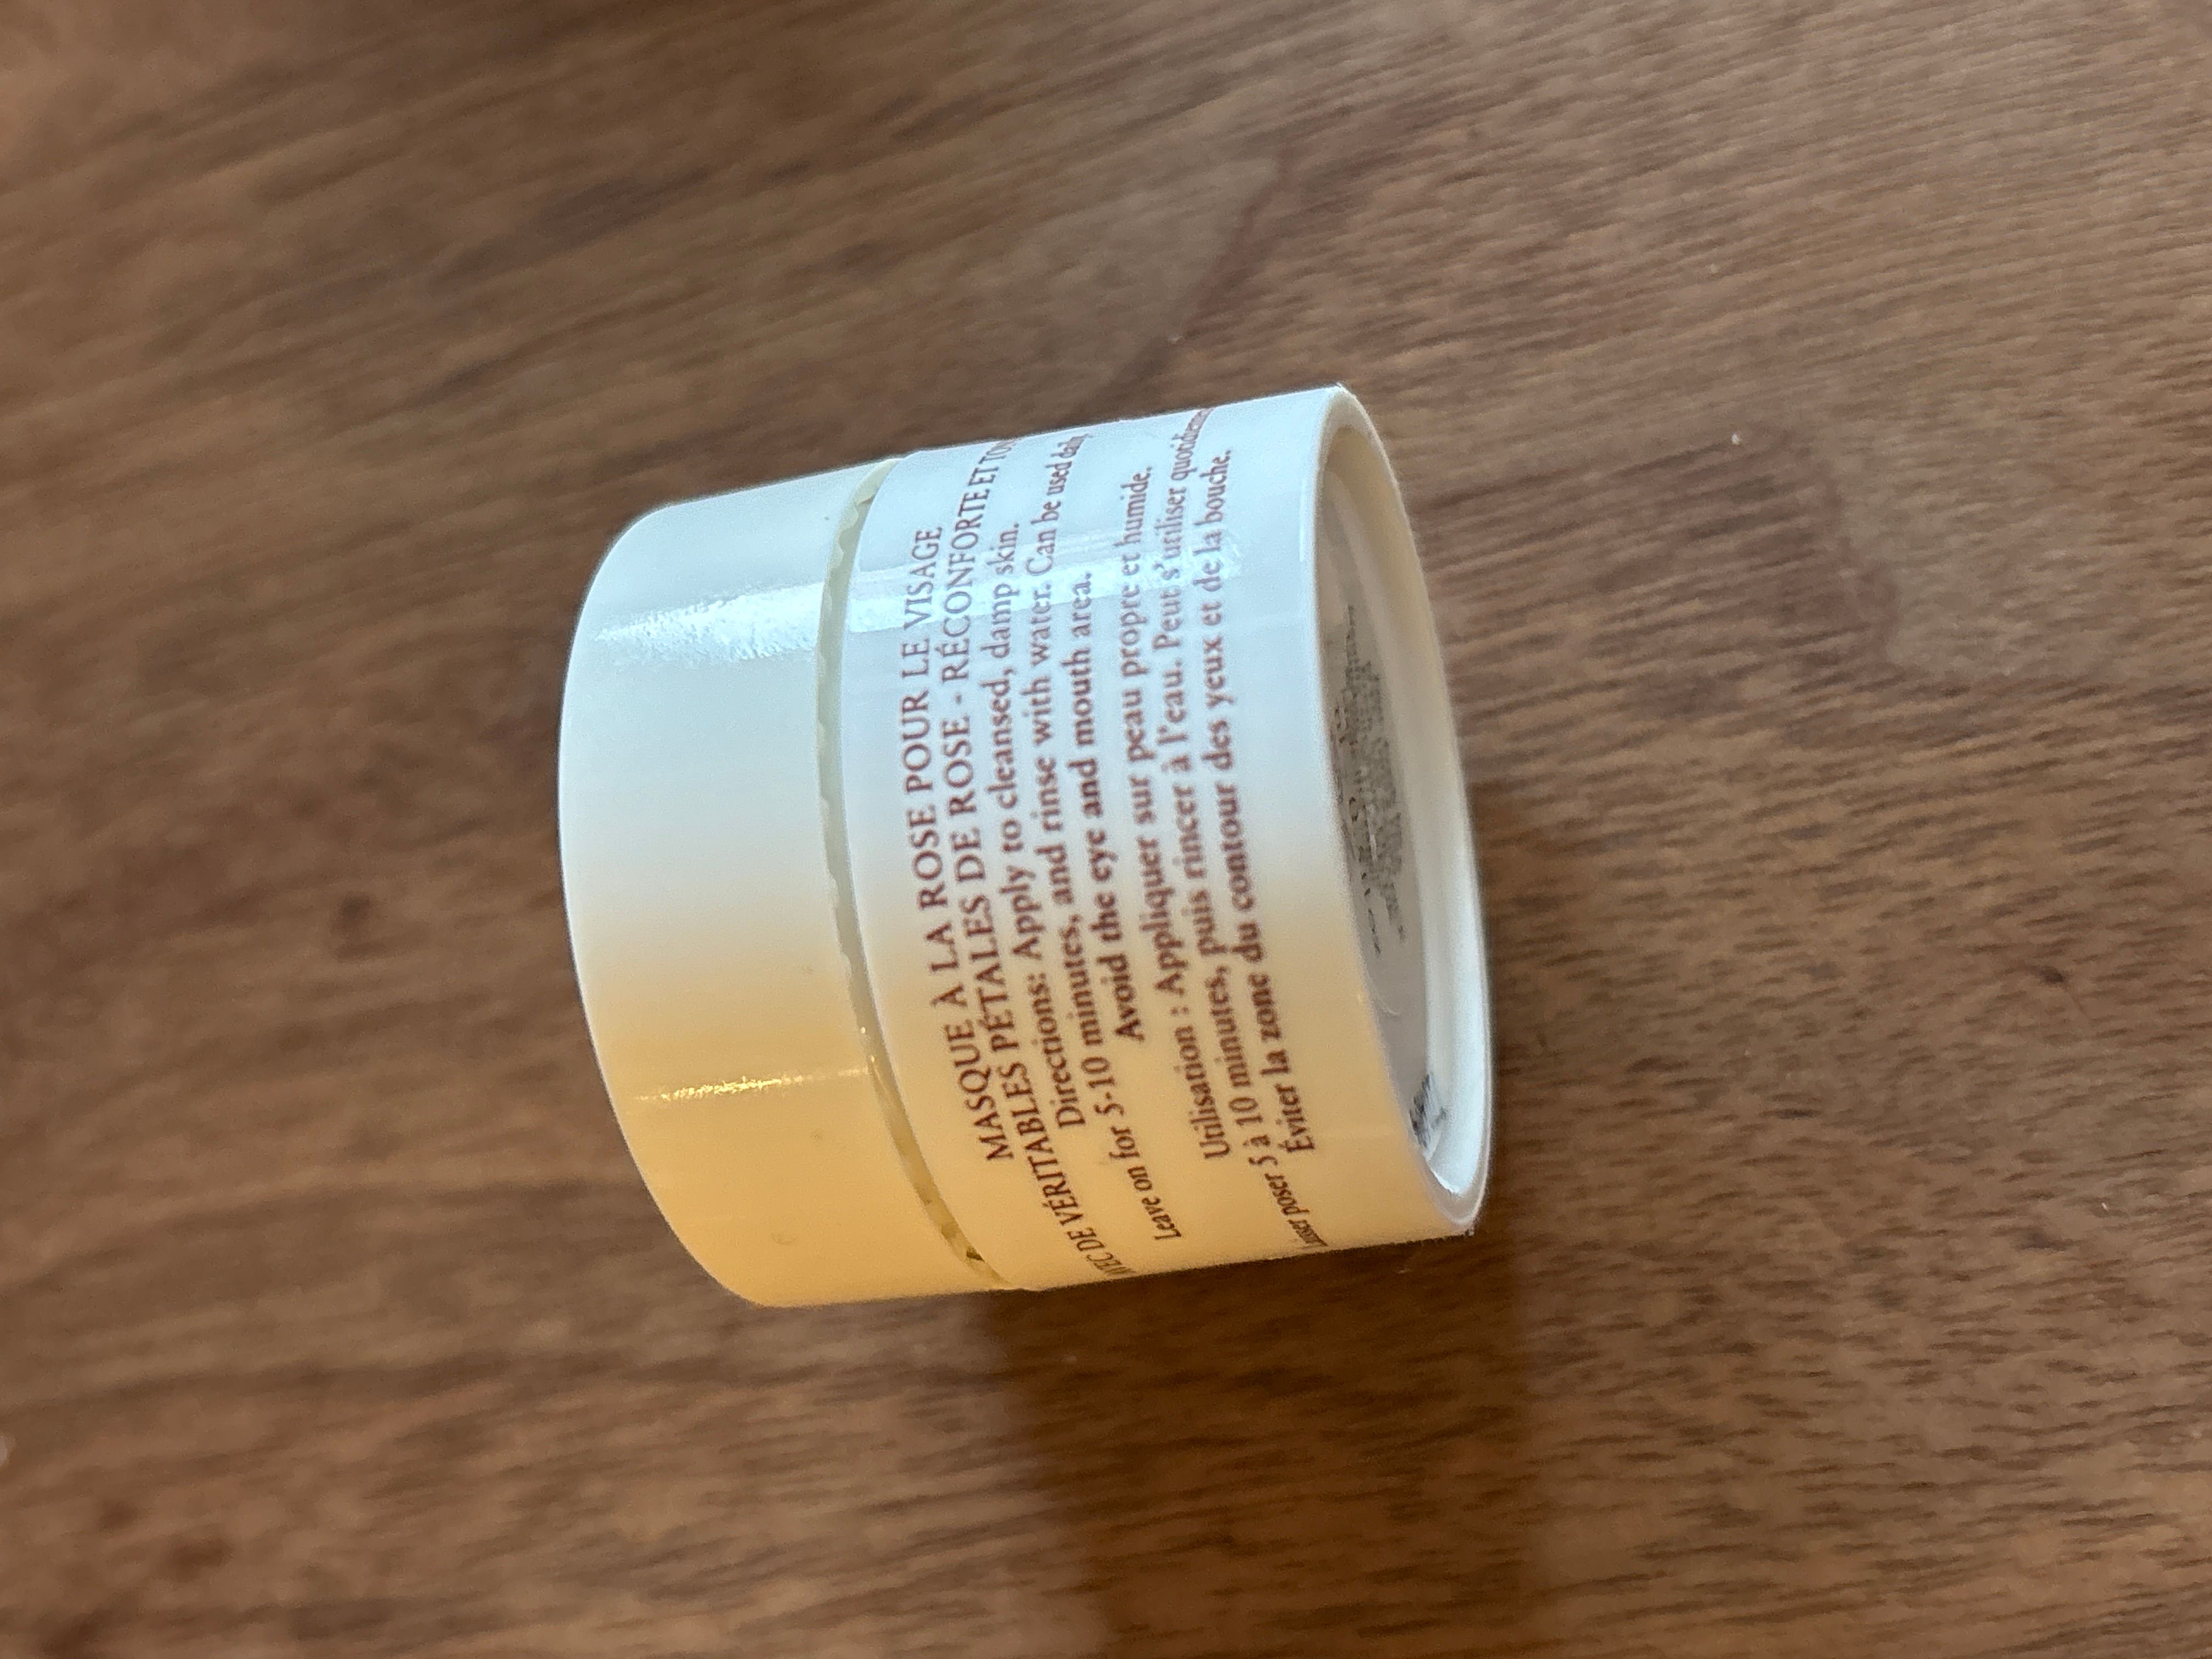 MASQUE À LA ROSE POUR LE VISAGE
DE VÉRITABLES PÉTALES DE ROSE - RÉCONFORTE ET
Directions: Apply to cleansed, damp skin.
Leave on for 5-10 minutes, and rinse with water. Can be used daily.
Avoid the eye and mouth area.
Utilisation : Appliquer sur peau propre et humide.
Laisser poser 5 à 10 minutes, puis rincer à l'eau. Peut s'utiliser
Éviter la zone du contour des yeux et de la bouche.